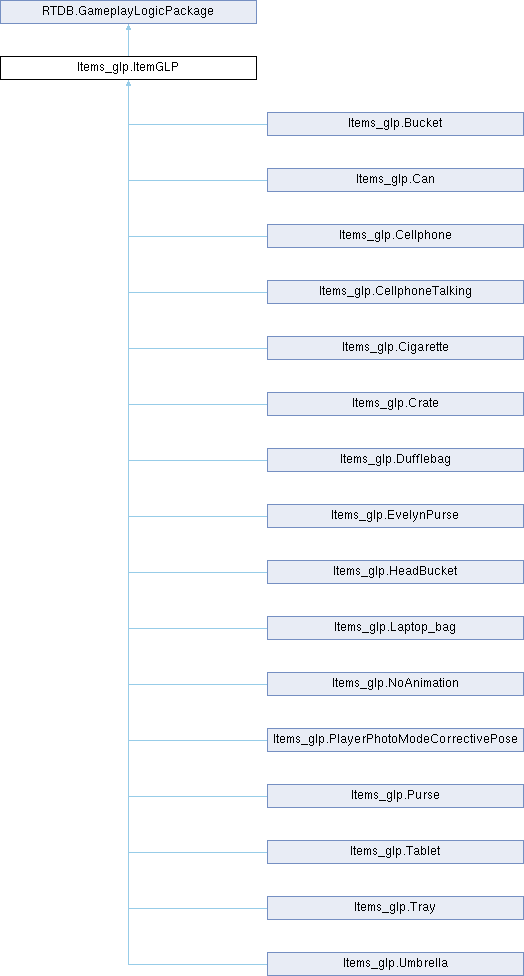 RTDB.GameplayLogicPackage
Items_glp.ItemGLP
Items_glp.Bucket
Items_glp.Can
Items_glp.Cellphone
Items_glp.CellphoneTalking
Items_glp.Cigarette
Items_glp.Crate
Items_glp.Dufflebag
Items_glp.EvelynPurse
Items_glp.HeadBucket
Items_glp.Laptop_bag
Items_glp.NoAnimation
Items_glp.PlayerPhotoModeCorrectivePose
Items_glp.Purse
Items_glp.Tablet
Items_glp.Tray
Items_glp.Umbrella